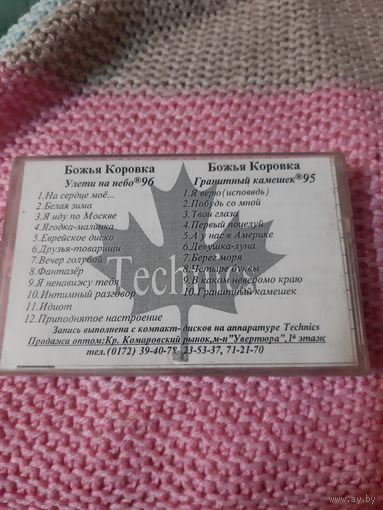 Божья Коровка
Улети на небо®96
1.На сердце моё...
2.Белая зима
3.Я иду по Москве
4.Ягодка-малинка
5.Еврейское диско
6.Друзья-товарищи
7.Вечер голубой
8.Фантазёр
9.Я ненавижу тебя
10.Интимный разговор
11.Идиот
12.Приподнятое настроение
Божья Коровка
Гранитный камешек®95
1.Я верю(исповедь)
2.Побудь со мной
3.Твои глаза
4.Первый поцелуй
5.А у нас в Америке
6.Девушка-луна
7.Берег моря
8.Четыре буквы
9.В каком неведомо краю
10.Гранитный камешек
Technics
Запись выполнена с компакт- дисков на аппаратуре Technics
Продажа оптом:Кр. Комаровский рынок,м-н"Увертюра",1й этаж
тел.(0172) 39-40-78, 23-53-37, 71-21-70
www.ay.by